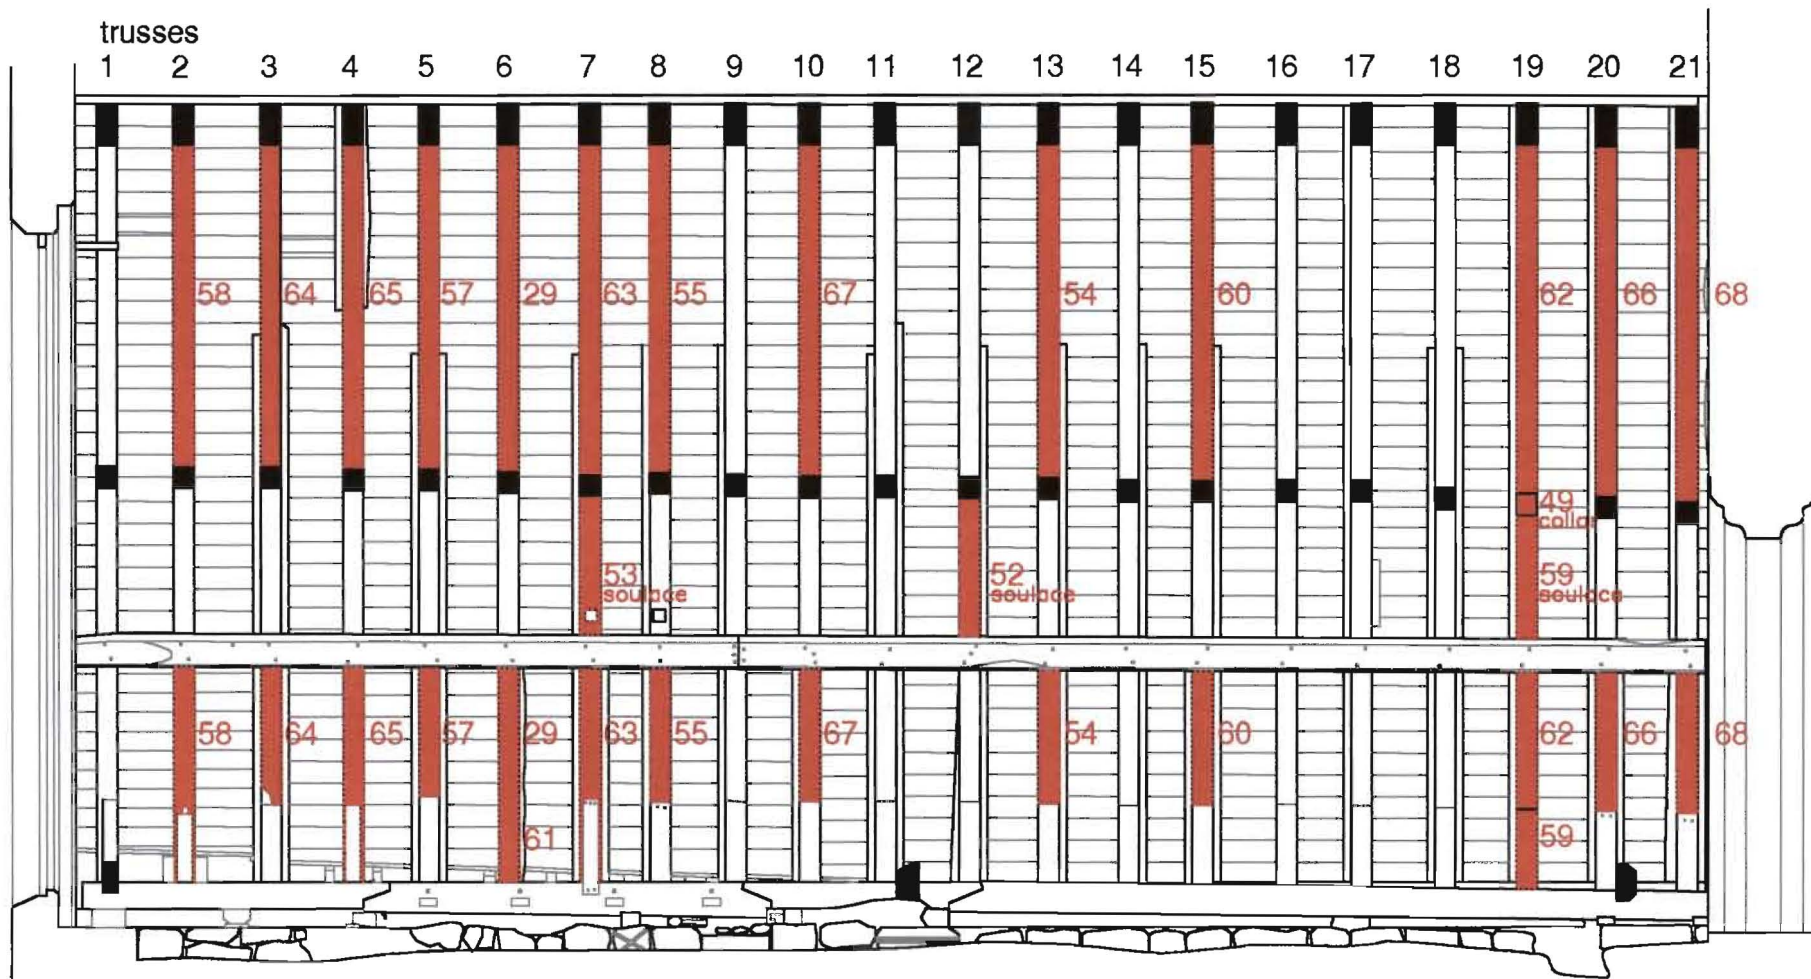 trusses
1 2 3 4 5 6 7 8 9 10 11 12 13 14 15 16 17 18 19 20 21
58 64 65 57 29 63 55 67 54 60 62 66 68
49
collar
53 52 59
soulace soulace soulace
58 64 65 57 29 63 55 67 54 60 62 66 68
61 59